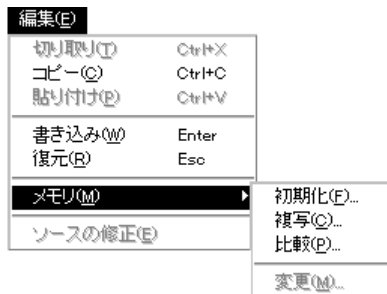 編集(E)
切り取り(T) Ctrl+X
コピー(C) Ctrl+C
貼り付け(P) Ctrl+V
書き込み(W) Enter
復元(R) Esc
メモリ(M)
ソースの修正(E)
初期化(F)...
複写(C)...
比較(P)...
変更(M)...